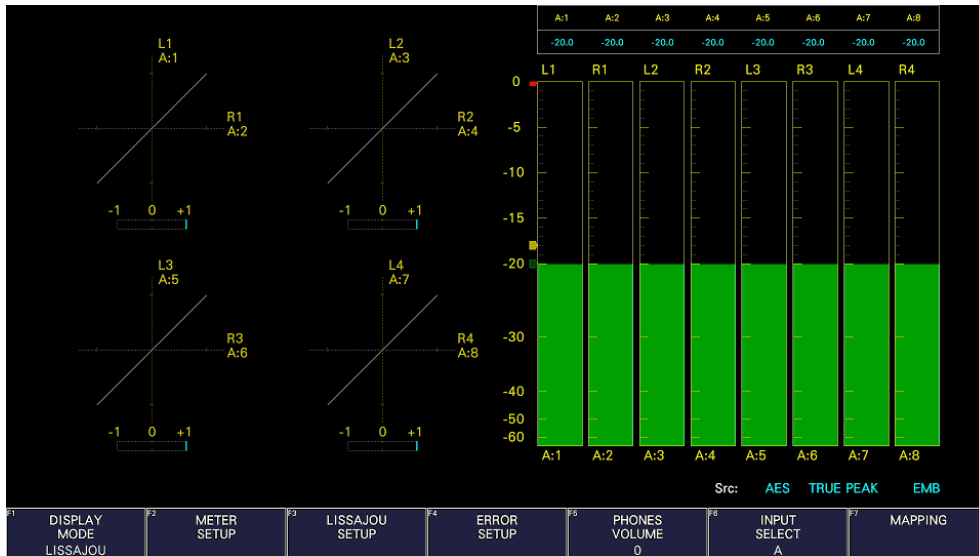 L1
A:1
R1
A:2
-1 0 +1
L2
A:3
R2
A:4
-1 0 +1
L3
A:5
R3
A:6
-1 0 +1
L4
A:7
R4
A:8
-1 0 +1
A:1 A:2 A:3 A:4 A:5 A:6 A:7 A:8
-20.0 -20.0 -20.0 -20.0 -20.0 -20.0 -20.0 -20.0
L1 R1 L2 R2 L3 R3 L4 R4
0
-5
-10
-15
-20
-30
-40
-50
-60
A:1 A:2 A:3 A:4 A:5 A:6 A:7 A:8
Src: AES TRUE PEAK EMB
F1 DISPLAY
MODE
LISSAJOU
F2 METER
SETUP
F3 LISSAJOU
SETUP
F4 ERROR
SETUP
F5 PHONES
VOLUME
0
F6 INPUT
SELECT
A
F7 MAPPING